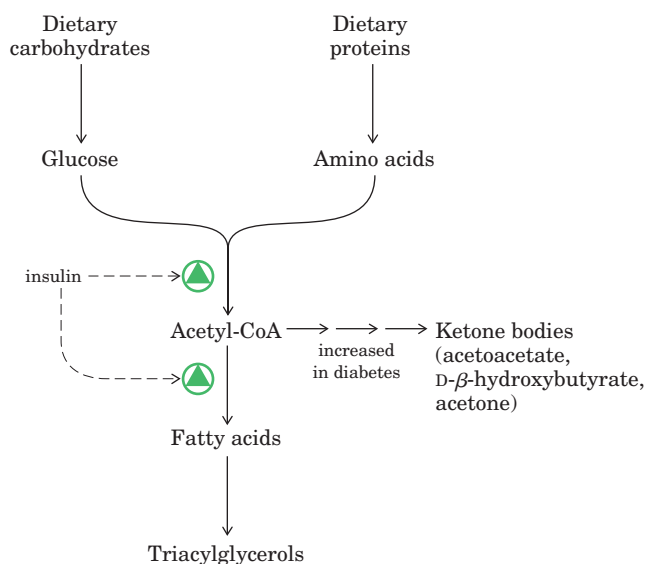 Dietary
carbohydrates
Dietary
proteins
Glucose
Amino acids
insulin
Acetyl-CoA
increased
in diabetes
Ketone bodies
(acetoacetate,
D-β-hydroxybutyrate,
acetone)
Fatty acids
Triacylglycerols